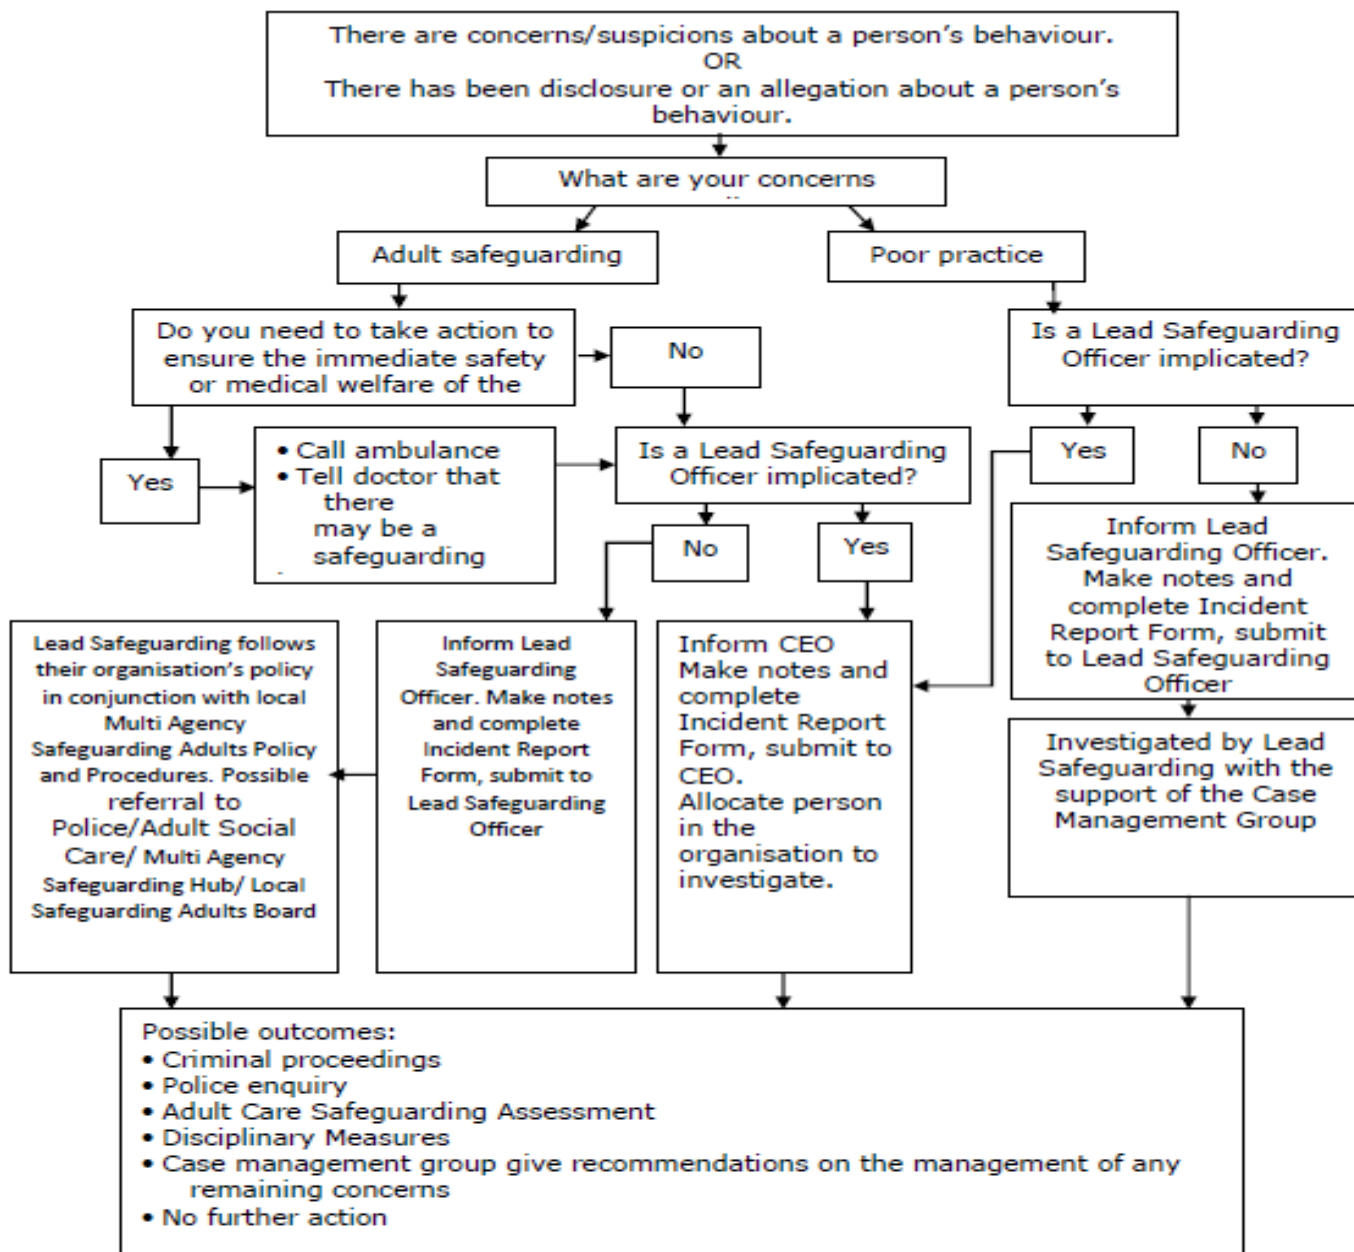 There are concerns/suspicions about a person’s behaviour.
OR
There has been disclosure or an allegation about a person’s
behaviour.
What are your concerns
Adult safeguarding
Poor practice
Do you need to take action to
ensure the immediate safety
or medical welfare of the
No
Is a Lead Safeguarding
Officer implicated?
Yes
• Call ambulance
• Tell doctor that
there
may be a
safeguarding
Is a Lead Safeguarding
Officer implicated?
Yes
No
No
Yes
Inform Lead
Safeguarding Officer.
Make notes and
complete Incident
Report Form, submit
to Lead Safeguarding
Officer
Lead Safeguarding follows
their organisation’s policy
in conjunction with local
Multi Agency
Safeguarding Adults Policy
and Procedures. Possible
referral to
Police/Adult Social
Care/ Multi Agency
Safeguarding Hub/ Local
Safeguarding Adults Board
Inform Lead
Safeguarding
Officer. Make notes
and complete
Incident Report
Form, submit to
Lead Safeguarding
Officer
Inform CEO
Make notes and
complete
Incident Report
Form, submit to
CEO.
Allocate person
in the
organisation to
investigate.
Investigated by Lead
Safeguarding with the
support of the Case
Management Group
Possible outcomes:
• Criminal proceedings
• Police enquiry
• Adult Care Safeguarding Assessment
• Disciplinary Measures
• Case management group give recommendations on the management of any
remaining concerns
• No further action